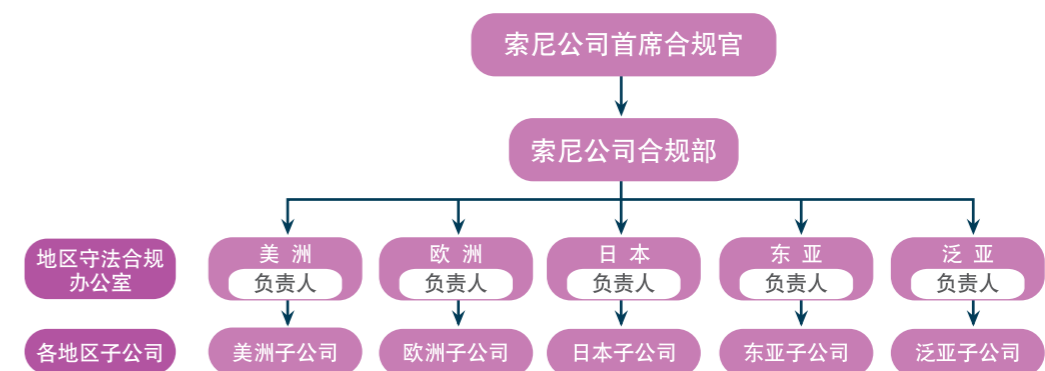 索尼公司首席合规官
索尼公司合规部
地区守法合规
办公室
美 洲
负责人
欧 洲
负责人
日 本
负责人
东 亚
负责人
泛 亚
负责人
各地区子公司
美洲子公司
欧洲子公司
日本子公司
东亚子公司
泛亚子公司